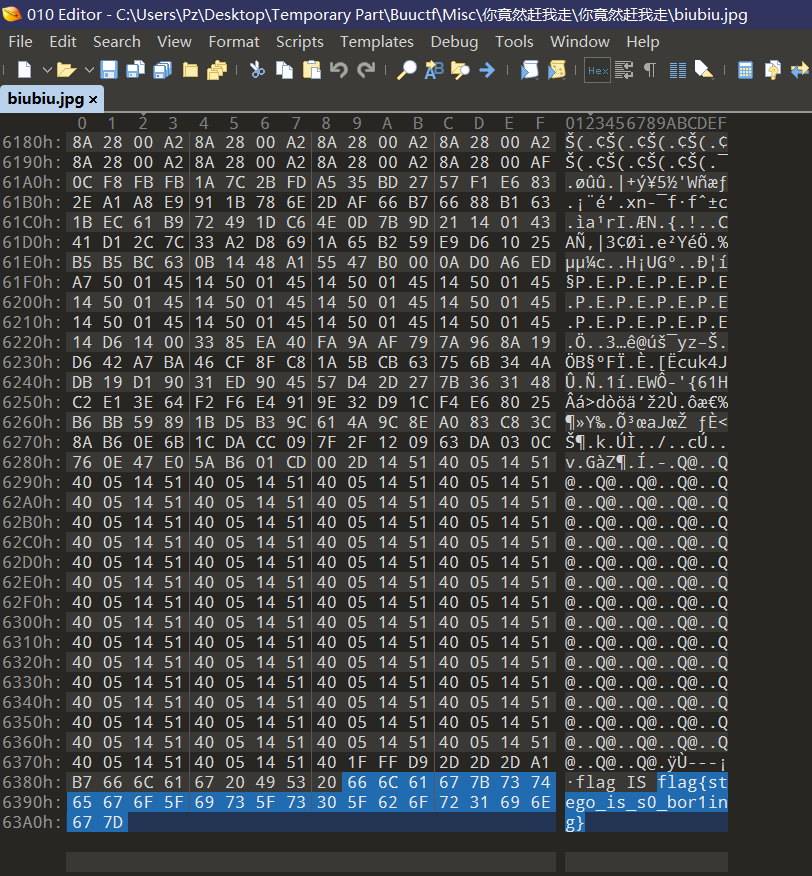 010 Editor - C:\Users\Pz\Desktop\Temporary Part\Buuctf\Misc\你竟然赶我走\你竟然赶我走\biubiu.jpg
File Edit Search View Format Scripts Templates Debug Tools Window Help
Hex
biubiu.jpg ×
0 1 2 3 4 5 6 7 8 9 A B C D E F 0123456789ABCDEF
6180h: 8A 28 00 A2 8A 28 00 A2 8A 28 00 A2 8A 28 00 A2 Š(.¢Š(.¢Š(.¢Š(.¢
6190h: 8A 28 00 A2 8A 28 00 A2 8A 28 00 A2 8A 28 00 AF Š(.¢Š(.¢Š(.¢Š(.¯
61A0h: 0C F8 FB FB 1A 7C 2B FD A5 35 BD 27 57 F1 E6 83 .øûû.|+ý¥5½'Wñæƒ
61B0h: 2E A1 A8 E9 91 1B 78 6E 2D AF 66 B7 66 88 B1 63 .¡¨é‘.xn-¯f·fˆ±c
61C0h: 1B EC 61 B9 72 49 1D C6 4E 0D 7B 9D 21 14 01 43 .ìa¹rI.ÆN.{.!..C
61D0h: 41 D1 2C 7C 33 A2 D8 69 1A 65 B2 59 E9 D6 10 25 AÑ,|3¢Øi.e²YéÖ.%
61E0h: B5 B5 BC 63 0B 14 48 A1 55 47 B0 00 0A D0 A6 ED µµ¼c..H¡UG°..Ð¦í
61F0h: A7 50 01 45 14 50 01 45 14 50 01 45 14 50 01 45 §P.E.P.E.P.E.P.E
6200h: 14 50 01 45 14 50 01 45 14 50 01 45 14 50 01 45 .P.E.P.E.P.E.P.E
6210h: 14 50 01 45 14 50 01 45 14 50 01 45 14 50 01 45 .P.E.P.E.P.E.P.E
6220h: 14 D6 14 00 33 85 EA 40 FA 9A AF 79 7A 96 8A 19 .Ö..3…ê@úš¯yz–Š.
6230h: D6 42 A7 BA 46 CF 8F C8 1A 5B CB 63 75 6B 34 4A ÖB§ºFÏ.È.[Ëcuk4J
6240h: DB 19 D1 90 31 ED 90 45 57 D4 2D 27 7B 36 31 48 Û.Ñ.1í.EWÔ-'{61H
6250h: C2 E1 3E 64 F2 F6 E4 91 9E 32 D9 1C F4 E6 80 25 Âá>dòöä‘ž2Ù.ôæ€%
6260h: B6 BB 59 89 1B D5 B3 9C 61 4A 9C 8E A0 83 C8 3C ¶»Y‰.Õ³œaJœŽ ƒÈ<
6270h: 8A B6 0E 6B 1C DA CC 09 7F 2F 12 09 63 DA 03 0C Š¶.k.ÚÌ../..cÚ..
6280h: 76 0E 47 E0 5A B6 01 CD 00 2D 14 51 40 05 14 51 v.GàZ¶.Í.-.Q@..Q
6290h: 40 05 14 51 40 05 14 51 40 05 14 51 40 05 14 51 @..Q@..Q@..Q@..Q
62A0h: 40 05 14 51 40 05 14 51 40 05 14 51 40 05 14 51 @..Q@..Q@..Q@..Q
62B0h: 40 05 14 51 40 05 14 51 40 05 14 51 40 05 14 51 @..Q@..Q@..Q@..Q
62C0h: 40 05 14 51 40 05 14 51 40 05 14 51 40 05 14 51 @..Q@..Q@..Q@..Q
62D0h: 40 05 14 51 40 05 14 51 40 05 14 51 40 05 14 51 @..Q@..Q@..Q@..Q
62E0h: 40 05 14 51 40 05 14 51 40 05 14 51 40 05 14 51 @..Q@..Q@..Q@..Q
62F0h: 40 05 14 51 40 05 14 51 40 05 14 51 40 05 14 51 @..Q@..Q@..Q@..Q
6300h: 40 05 14 51 40 05 14 51 40 05 14 51 40 05 14 51 @..Q@..Q@..Q@..Q
6310h: 40 05 14 51 40 05 14 51 40 05 14 51 40 05 14 51 @..Q@..Q@..Q@..Q
6320h: 40 05 14 51 40 05 14 51 40 05 14 51 40 05 14 51 @..Q@..Q@..Q@..Q
6330h: 40 05 14 51 40 05 14 51 40 05 14 51 40 05 14 51 @..Q@..Q@..Q@..Q
6340h: 40 05 14 51 40 05 14 51 40 05 14 51 40 05 14 51 @..Q@..Q@..Q@..Q
6350h: 40 05 14 51 40 05 14 51 40 05 14 51 40 05 14 51 @..Q@..Q@..Q@..Q
6360h: 40 05 14 51 40 05 14 51 40 05 14 51 40 05 14 51 @..Q@..Q@..Q@..Q
6370h: 40 05 14 51 40 05 14 51 40 1F FF D9 2D 2D 2D A1 @..Q@..Q@.ÿÙ---¡
6380h: B7 66 6C 61 67 20 49 53 20 66 6C 61 67 7B 73 74 ·flag IS flag{st
6390h: 65 67 6F 5F 69 73 5F 73 30 5F 62 6F 72 31 69 6E ego_is_s0_bor1in
63A0h: 67 7D g}